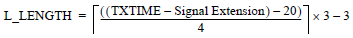 L_LENGTH = ⌈((TXTIME – Signal Extension) – 20) / 4⌉ × 3 – 3